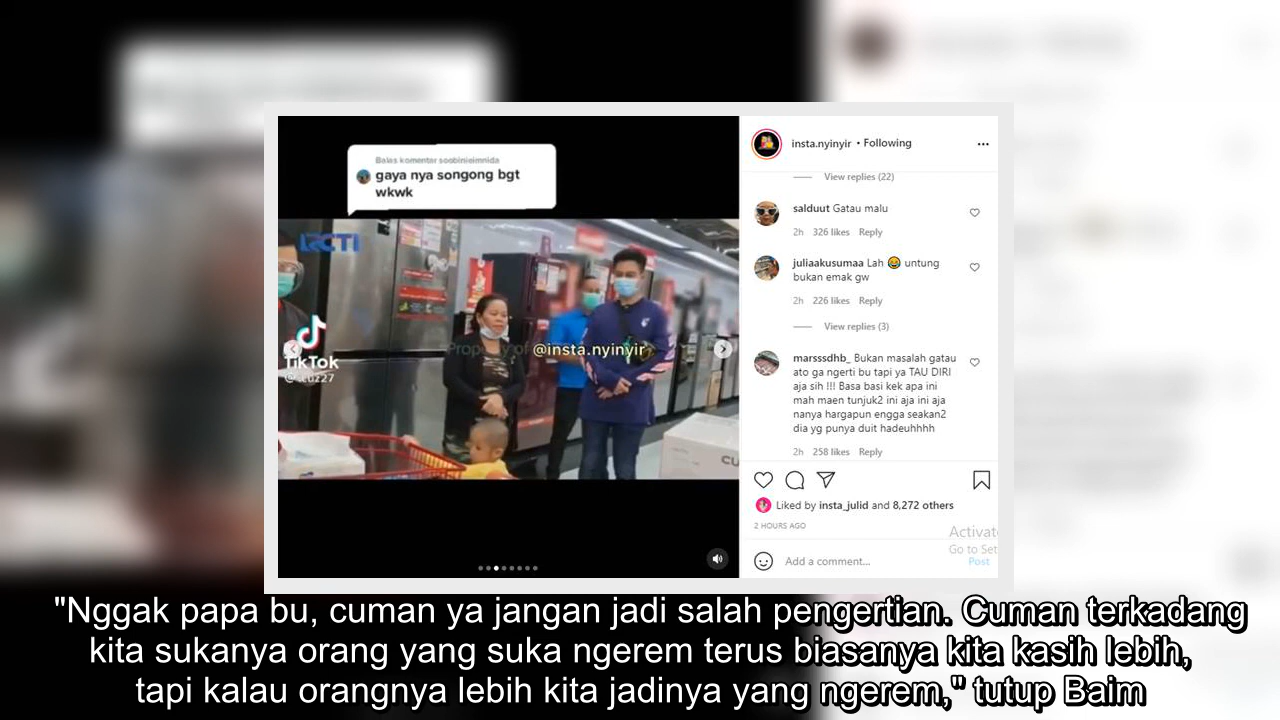 Balas komentar soobinieimnida
gaya nya songong bgt
wkwk
RCTI
TikTok
Property of @insta.nyinyir
insta.nyinyir • Following
View replies (22)
salduut Gatau malu
2h 326 likes Reply
juliaakusumaa Lah 😂 untung
bukan emak gw
2h 226 likes Reply
View replies (3)
marsssdhb_ Bukan masalah gatau
ato ga ngerti bu tapi ya TAU DIRI
aja sih !!! Basa basi kek apa ini
mah maen tunjuk2 ini aja ini aja
nanya hargapun engga seakan2
dia yg punya duit hadeuhhhh
2h 258 likes Reply
Liked by insta_julid and 8,272 others
2 HOURS AGO
Activat
Go to Set
Add a comment...
Post
"Nggak papa bu, cuman ya jangan jadi salah pengertian. Cuman terkadang
kita sukanya orang yang suka ngerem terus biasanya kita kasih lebih,
tapi kalau orangnya lebih kita jadinya yang ngerem," tutup Baim